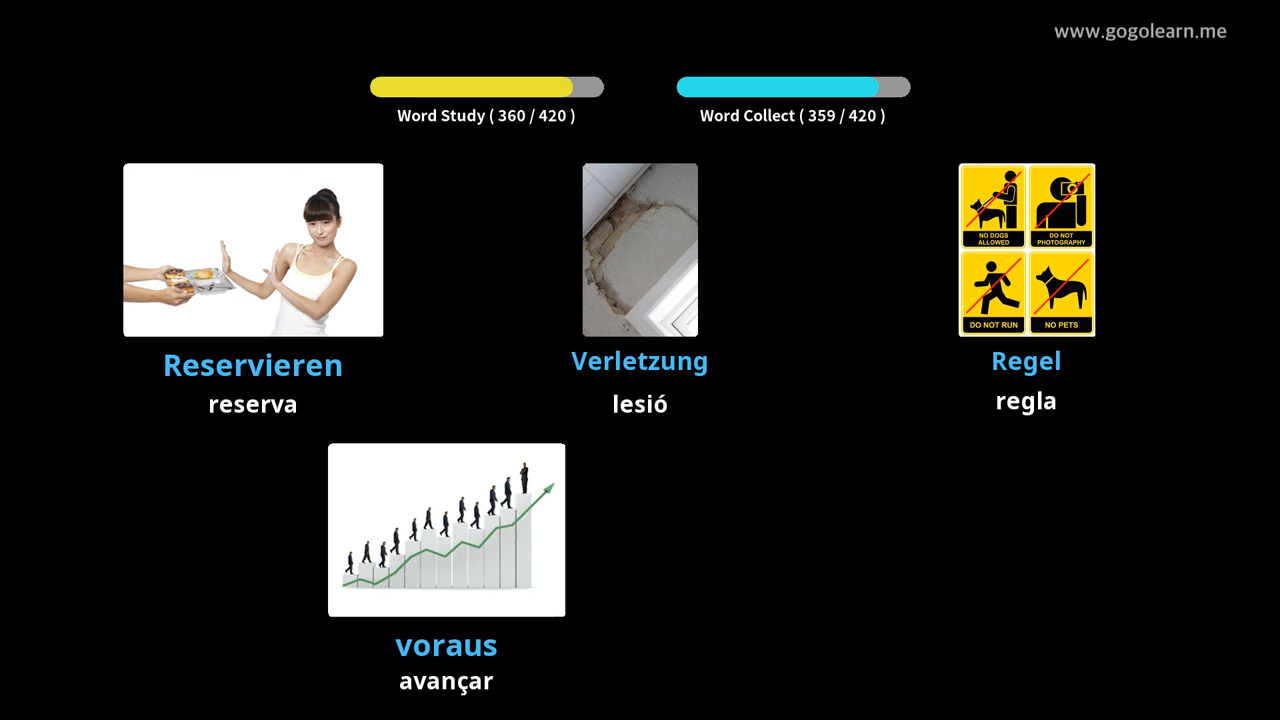 www.gogolearn.me
Word Study ( 360 / 420 )
Word Collect ( 359 / 420 )
NO DOGS
ALLOWED
DO NOT
PHOTOGRAPHY
DO NOT RUN
NO PETS
Reservieren
reserva
Verletzung
lesió
Regel
regla
voraus
avançar